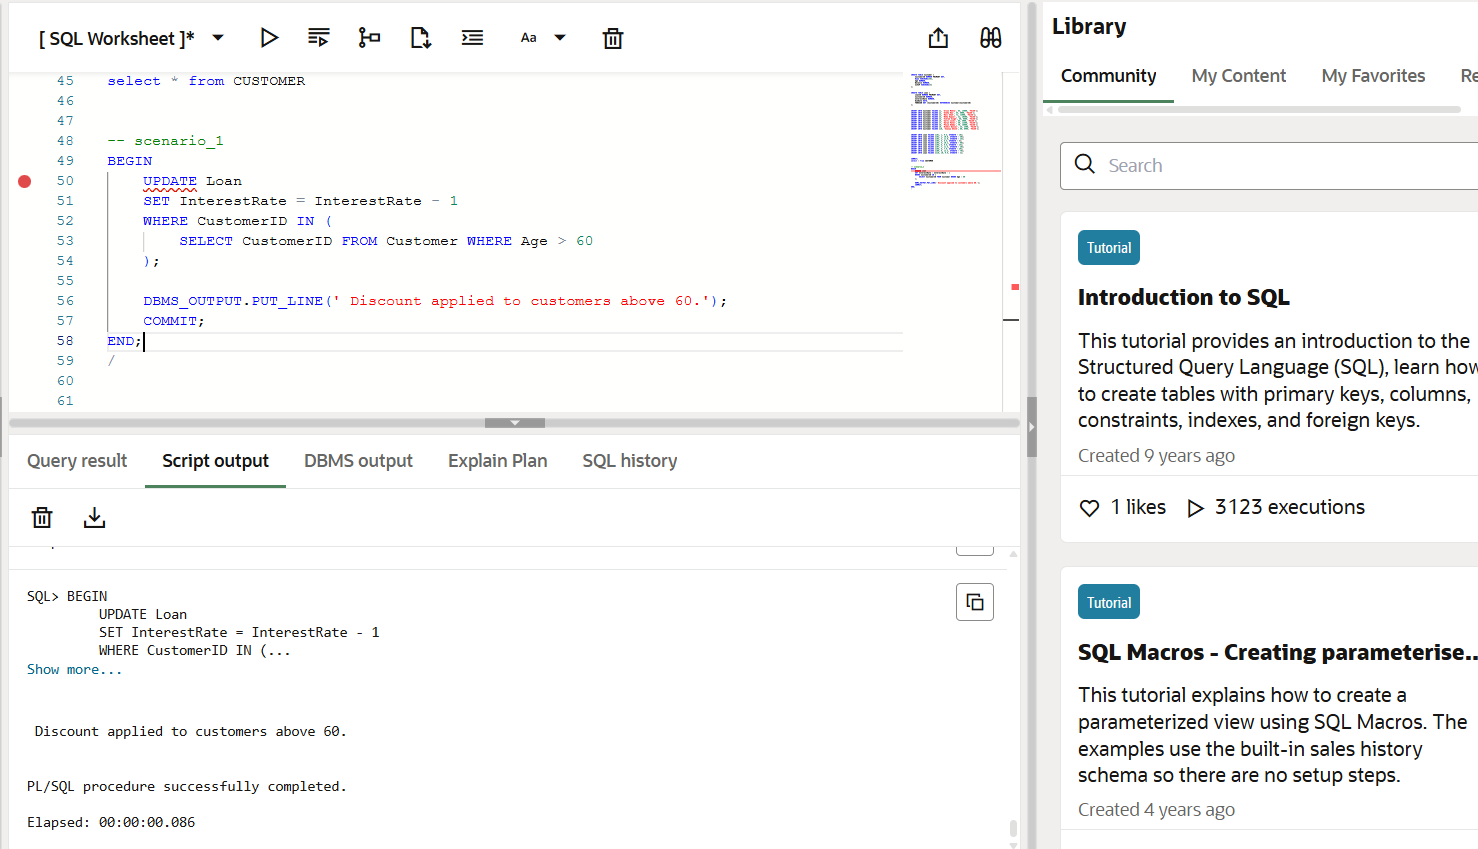 [ SQL Worksheet ]*
Aa
45 select * from CUSTOMER
46
47
48 -- scenario_1
49 BEGIN
50 UPDATE Loan
51 SET InterestRate = InterestRate - 1
52 WHERE CustomerID IN (
53 SELECT CustomerID FROM Customer WHERE Age > 60
54 );
55
56 DBMS_OUTPUT.PUT_LINE(' Discount applied to customers above 60.');
57 COMMIT;
58 END;
59 /
60
61
Query result Script output DBMS output Explain Plan SQL history
SQL> BEGIN
UPDATE Loan
SET InterestRate = InterestRate - 1
WHERE CustomerID IN (...
Show more...
Discount applied to customers above 60.
PL/SQL procedure successfully completed.
Elapsed: 00:00:00.086
Library
Community My Content My Favorites Re
Search
Tutorial
Introduction to SQL
This tutorial provides an introduction to the
Structured Query Language (SQL), learn how
to create tables with primary keys, columns,
constraints, indexes, and foreign keys.
Created 9 years ago
1 likes 3123 executions
Tutorial
SQL Macros - Creating parameterise...
This tutorial explains how to create a
parameterized view using SQL Macros. The
examples use the built-in sales history
schema so there are no setup steps.
Created 4 years ago